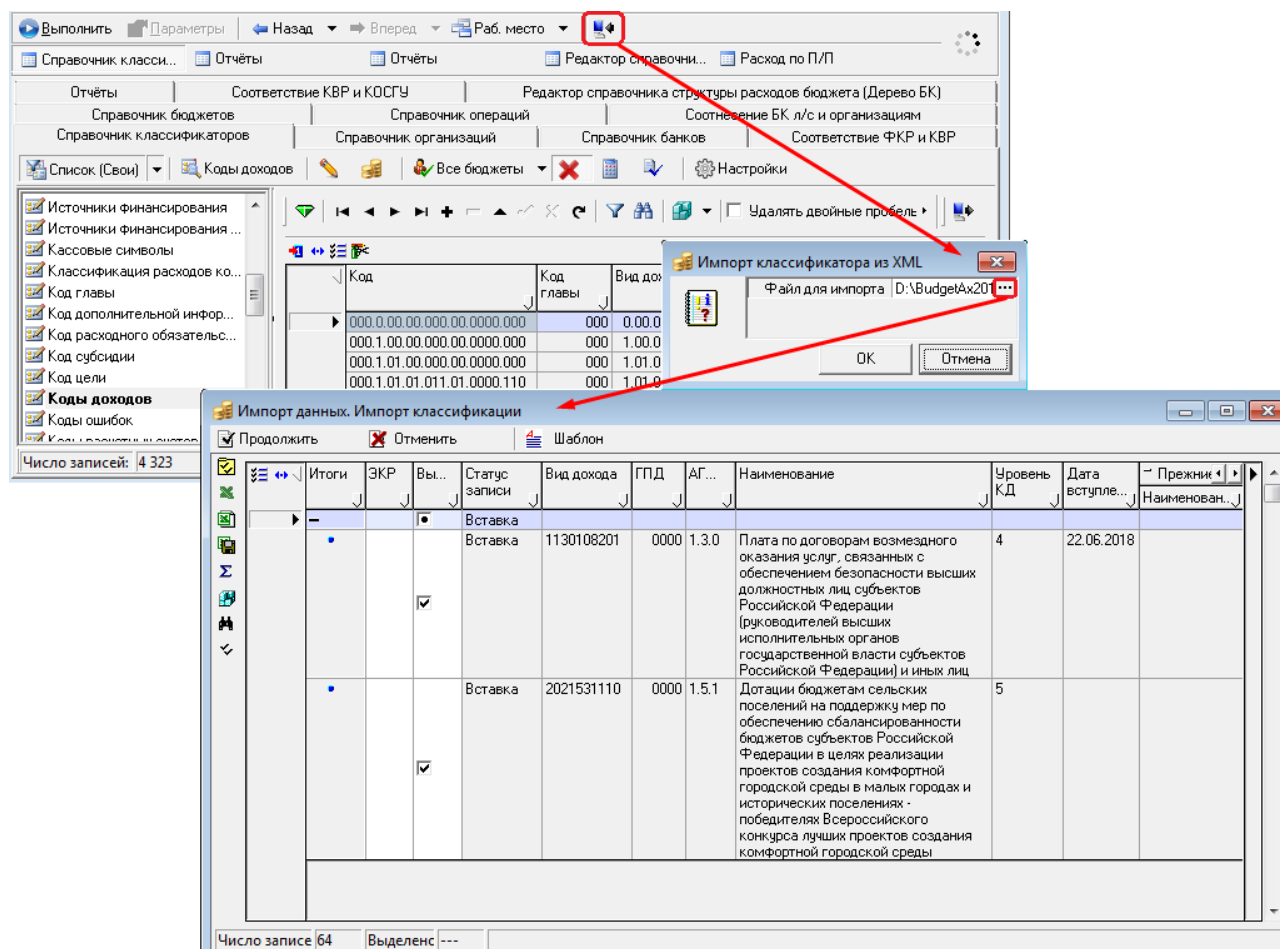 Выполнить Параметры Назад Вперед Раб. место
Справочник класси... Отчёты Отчёты Редактор справочни... Расход по П/П
Отчёты Соответствие КВР и КОСГУ Редактор справочника структуры расходов бюджета (Дерево БК)
Справочник бюджетов Справочник операций Соотнесение БК л/с и организациям
Справочник классификаторов Справочник организаций Справочник банков Соответствие ФКР и КВР
Список (Свои) Коды доходов Все бюджеты Настройки
Источники финансирования
Источники финансирования ...
Кассовые символы
Классификация расходов ко...
Код главы
Код дополнительной инфор...
Код расходного обязательс...
Код субсидии
Код цели
Коды доходов
Коды ошибок
Число записей: 4 323
Удалять двойные пробель
Код Код главы Вид дох
000.0.00.00.000.00.0000.000 000 0.00.0
000.1.00.00.000.00.0000.000 000 1.00.0
000.1.01.00.000.00.0000.000 000 1.01.0
000.1.01.01.011.01.0000.110 000 1.01.0
Импорт классификатора из XML
Файл для импорта D:\BudgetAx201
OK Отмена
Импорт данных. Импорт классификации
Продолжить Отменить Шаблон
Итоги ЭКР Вы... Статус записи Вид дохода ГПД АГ... Наименование Уровень КД Дата вступле... Прежние
Наименован...
Вставка
Вставка 1130108201 0000 1.3.0 Плата по договорам возмездного 4 22.06.2018
оказания услуг, связанных с
обеспечением безопасности высших
должностных лиц субъектов
Российской Федерации
(руководителей высших
исполнительных органов
государственной власти субъектов
Российской Федерации) и иных лиц
Вставка 2021531110 0000 1.5.1 Дотации бюджетам сельских 5
поселений на поддержку мер по
обеспечению сбалансированности
бюджетов субъектов Российской
Федерации в целях реализации
проектов создания комфортной
городской среды в малых городах и
исторических поселениях -
победителях Всероссийского
конкурса лучших проектов создания
комфортной городской среды
Число записе 64 Выделенс ---